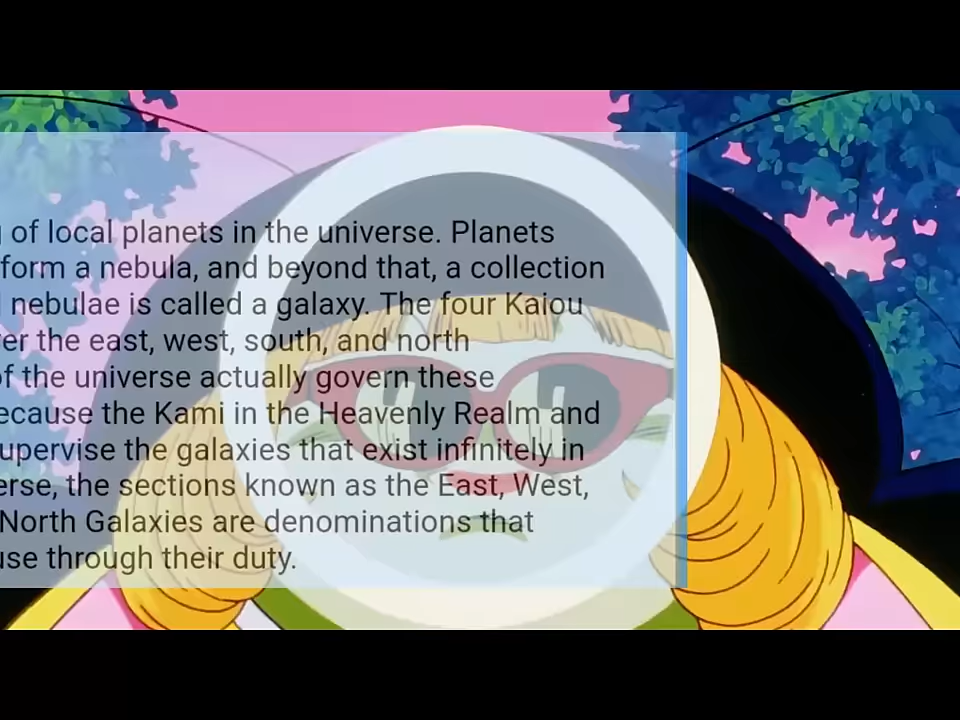 of local planets in the universe. Planets
form a nebula, and beyond that, a collection
nebulae is called a galaxy. The four Kaiou
the east, west, south, and north
of the universe actually govern these
because the Kami in the Heavenly Realm and
supervise the galaxies that exist infinitely in
the sections known as the East, West,
North Galaxies are denominations that
through their duty.